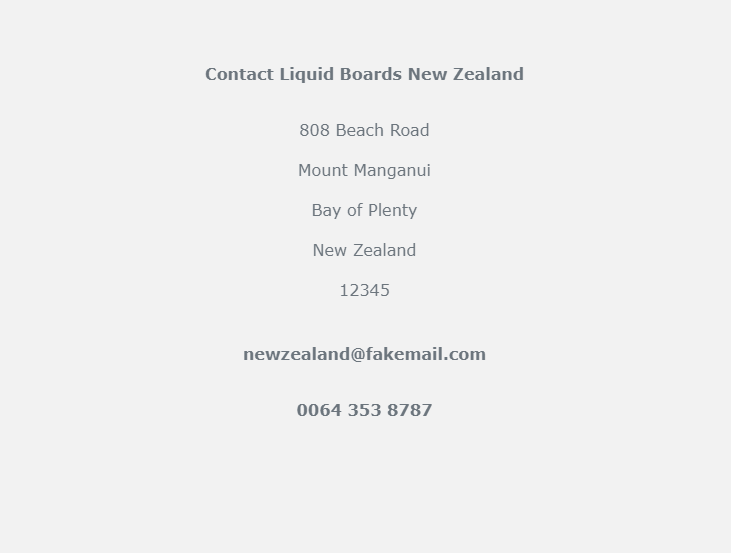 Contact Liquid Boards New Zealand
808 Beach Road
Mount Manganui
Bay of Plenty
New Zealand
12345
newzealand@fakemail.com
0064 353 8787